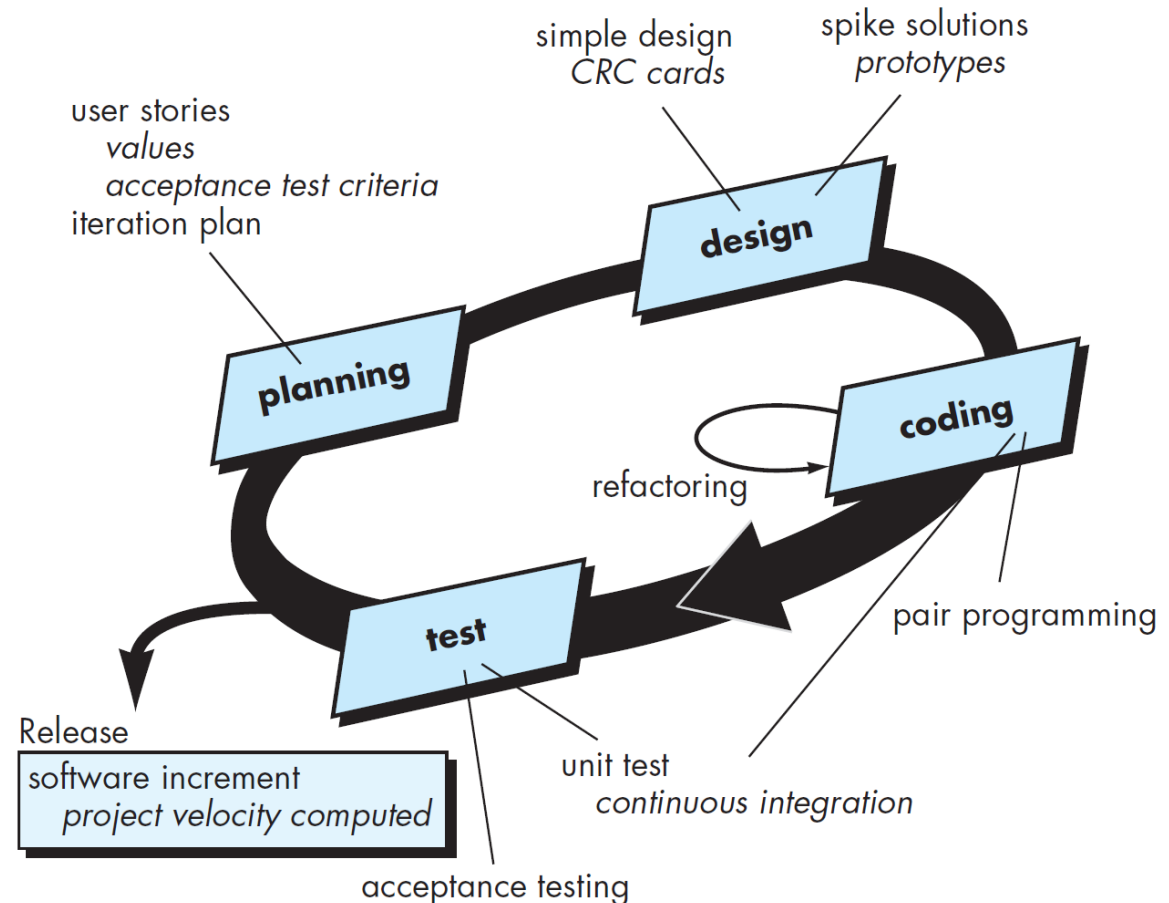 simple design
CRC cards
spike solutions
prototypes
user stories
values
acceptance test criteria
iteration plan
design
planning
coding
refactoring
test
pair programming
Release
software increment
project velocity computed
unit test
continuous integration
acceptance testing